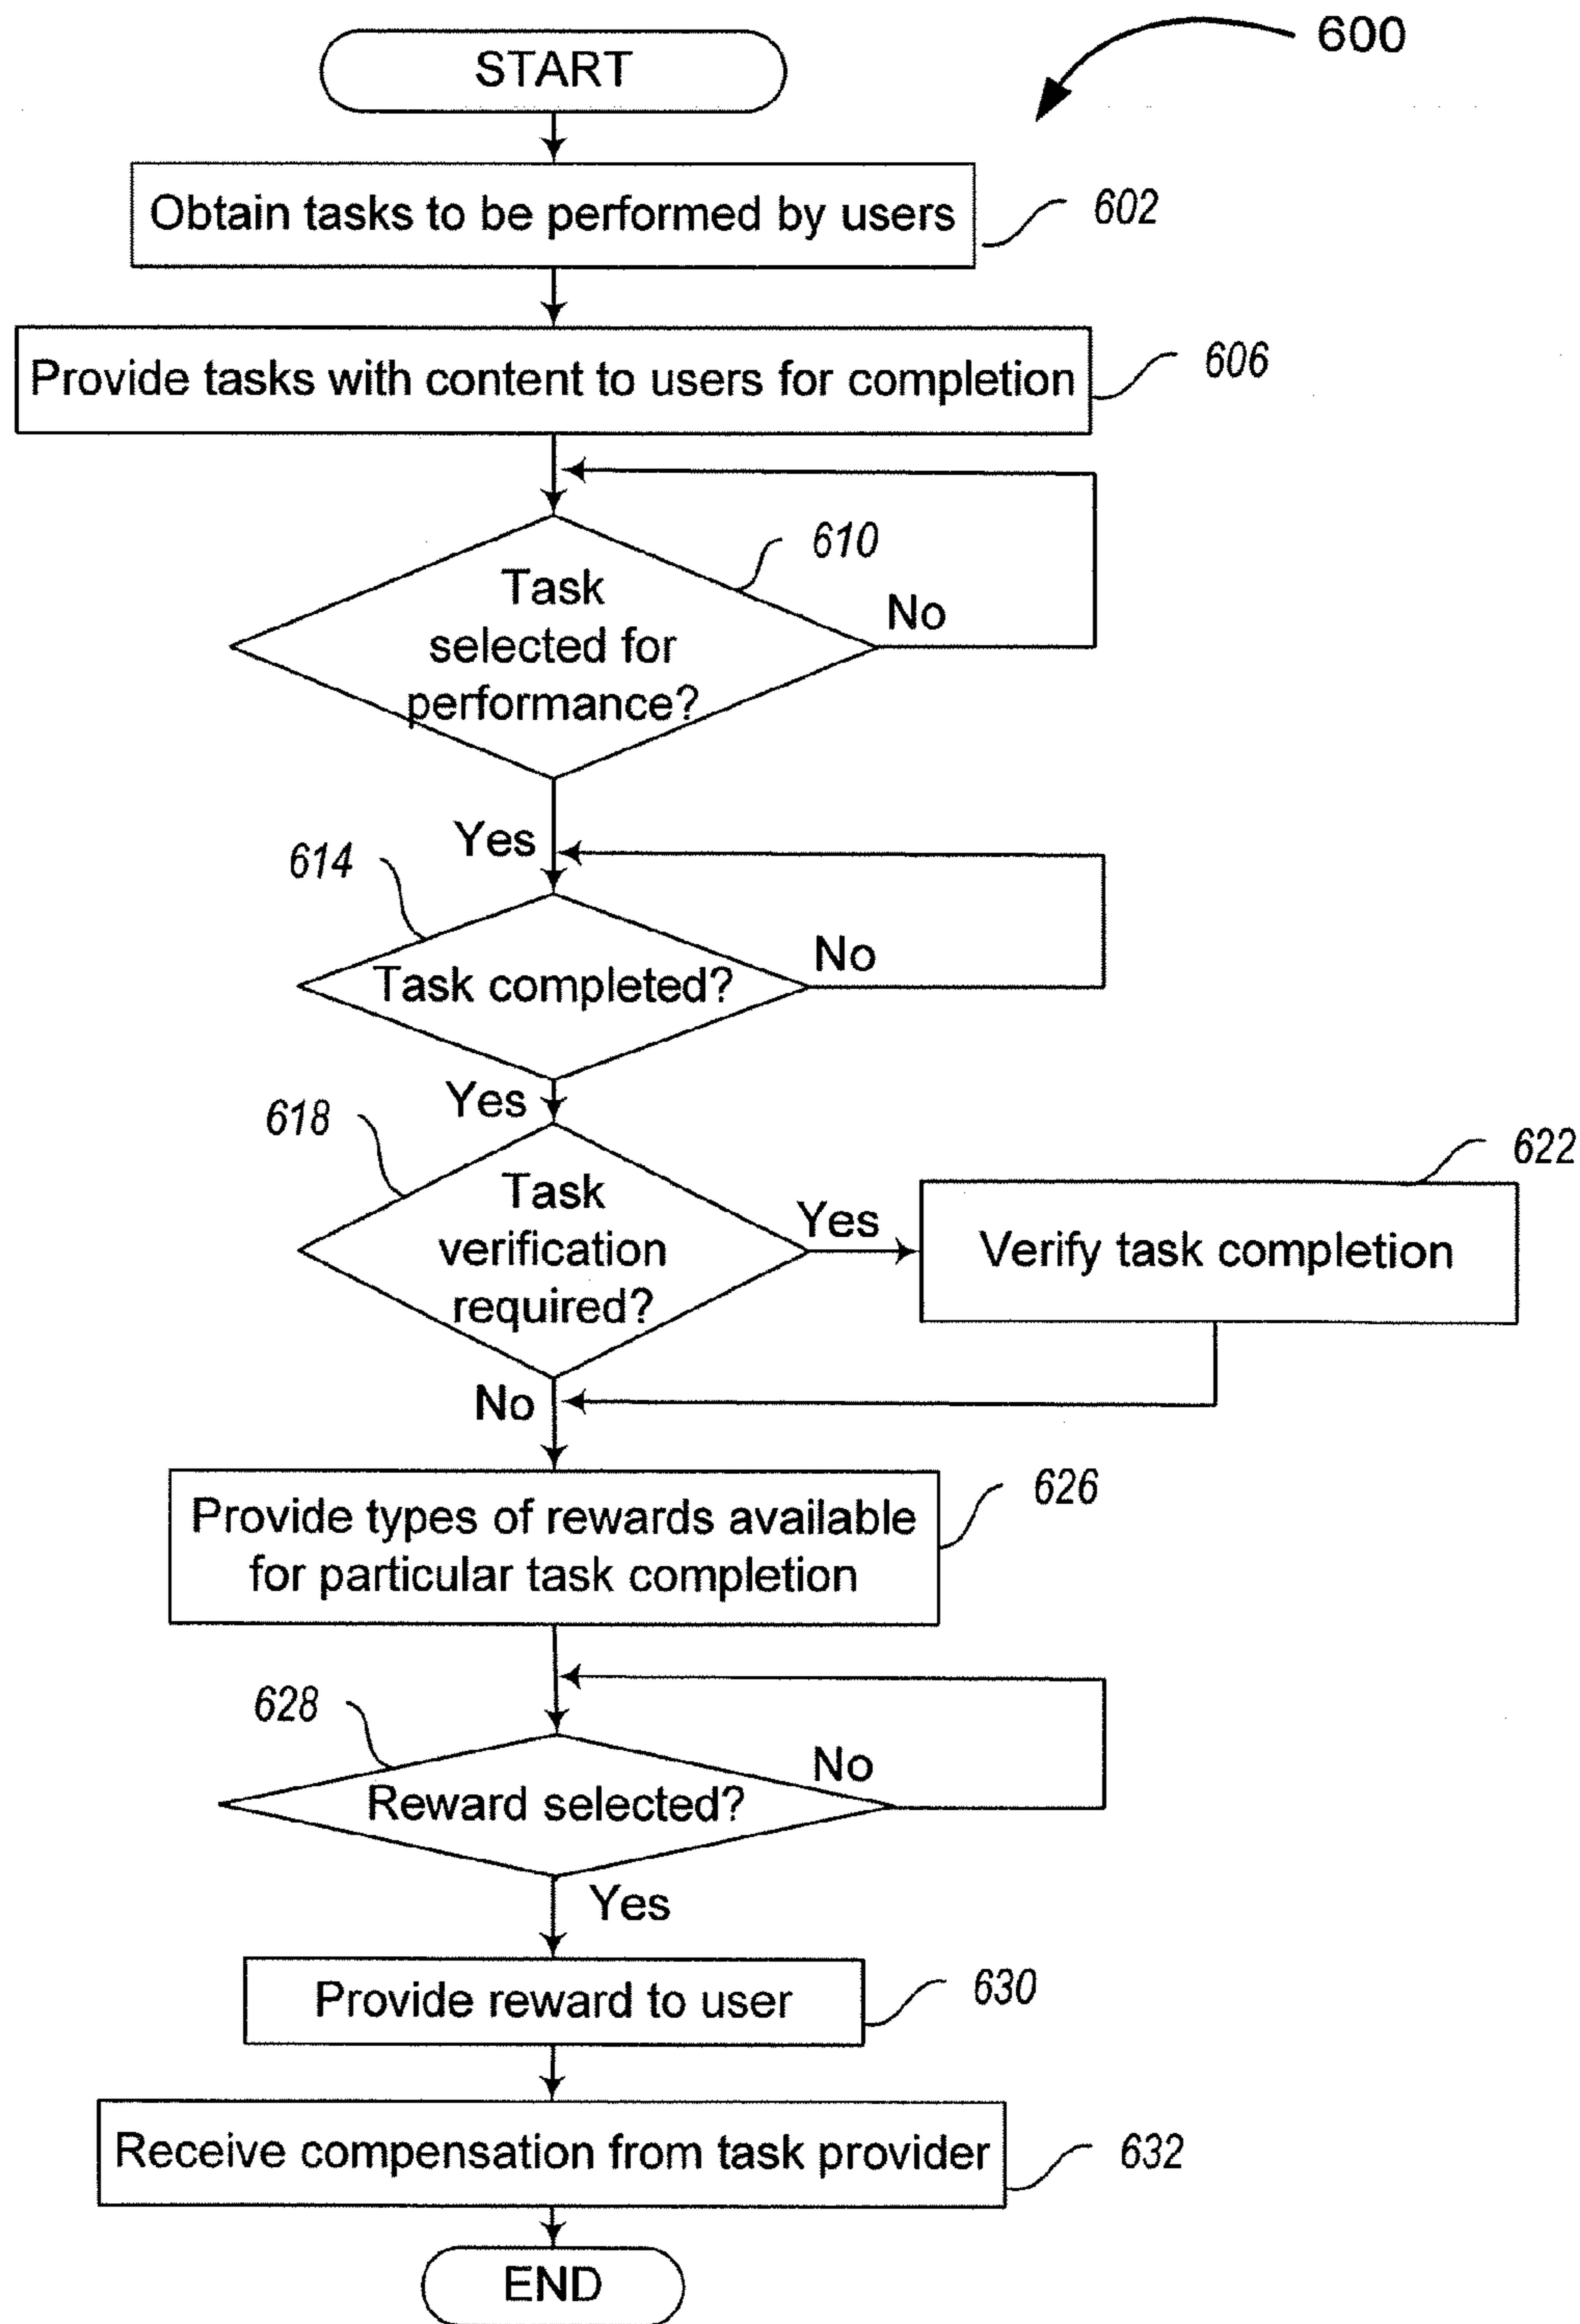 START
600
Obtain tasks to be performed by users
602
Provide tasks with content to users for completion
606
610
Task
selected for
performance?
No
Yes
614
Task completed?
No
Yes
618
Task
verification
required?
Yes
622
Verify task completion
No
Provide types of rewards available
for particular task completion
626
628
Reward selected?
No
Yes
Provide reward to user
630
Receive compensation from task provider
632
END